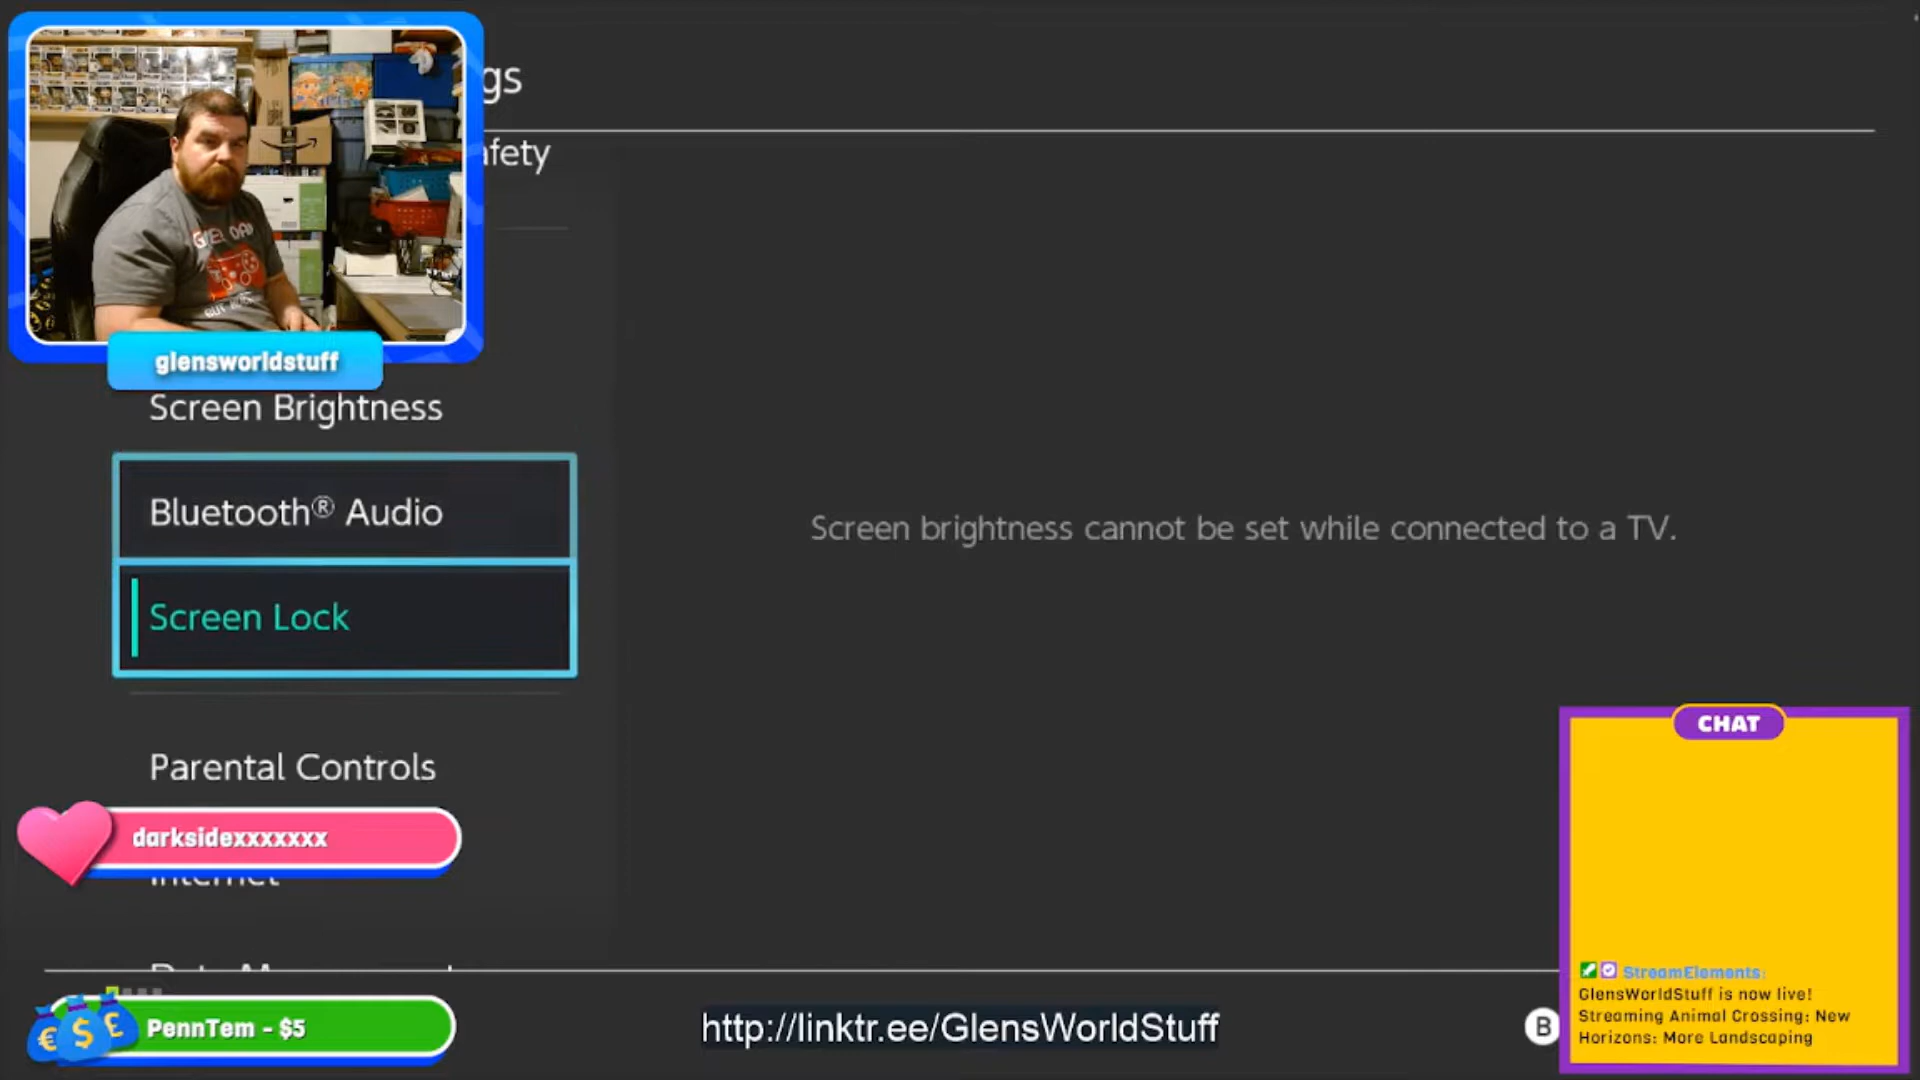 gs
afety
glensworldstuff
Screen Brightness
Bluetooth® Audio
Screen Lock
Screen brightness cannot be set while connected to a TV.
Parental Controls
darksidexxxxxxx
Internet
PennTem - $5
http://linktr.ee/GlensWorldStuff
B
CHAT
StreamElements:
GlensWorldStuff is now live!
Streaming Animal Crossing: New
Horizons: More Landscaping